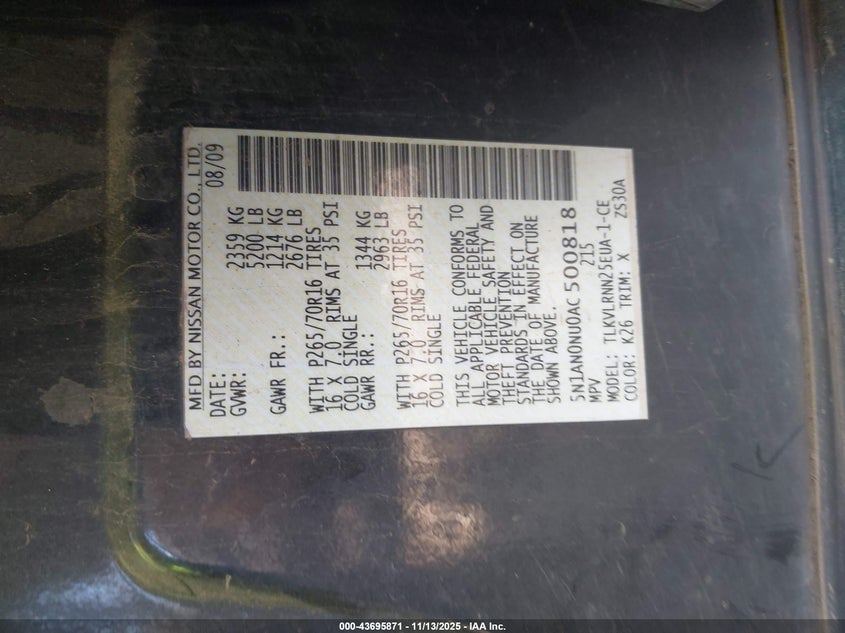 MFD BY NISSAN MOTOR CO., LTD.
DATE: 08/09
GVWR: 2359 KG
5200 LB
GAWR FR.: 1214 KG
2676 LB
WITH P265/70R16 TIRES
16 X 7.0 RIMS AT 35 PSI
COLD SINGLE
GAWR RR.: 1344 KG
2963 LB
WITH P265/70R16 TIRES
16 X 7.0 RIMS AT 35 PSI
COLD SINGLE
THIS VEHICLE CONFORMS TO
ALL APPLICABLE FEDERAL
MOTOR VEHICLE SAFETY AND
THEFT PREVENTION
STANDARDS IN EFFECT ON
THE DATE OF MANUFACTURE
SHOWN ABOVE.
5N1AN0NU0AC500818
MPV 215
MODEL: TLKVLRNN25EUA-1-CE
COLOR: K26 TRIM: X ZS30A
000-43695871 - 11/13/2025 - IAA Inc.